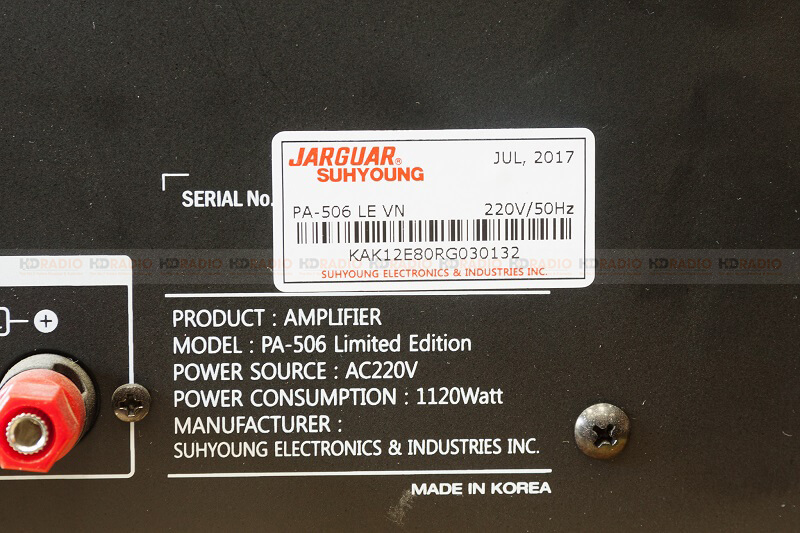 JARGUAR®
SUHYOUNG
JUL, 2017
SERIAL No.
PA-506 LE VN 220V/50Hz
KAK12E80RG030132
SUHYOUNG ELECTRONICS & INDUSTRIES INC.
HDRADIO HDRADIO HDRADIO HDRADIO HDRADIO HDRADIO HDRADIO HDRADIO HDRADIO HDRADIO HDRADIO
PRODUCT : AMPLIFIER
MODEL : PA-506 Limited Edition
POWER SOURCE : AC220V
POWER CONSUMPTION : 1120Watt
MANUFACTURER :
SUHYOUNG ELECTRONICS & INDUSTRIES INC.
MADE IN KOREA